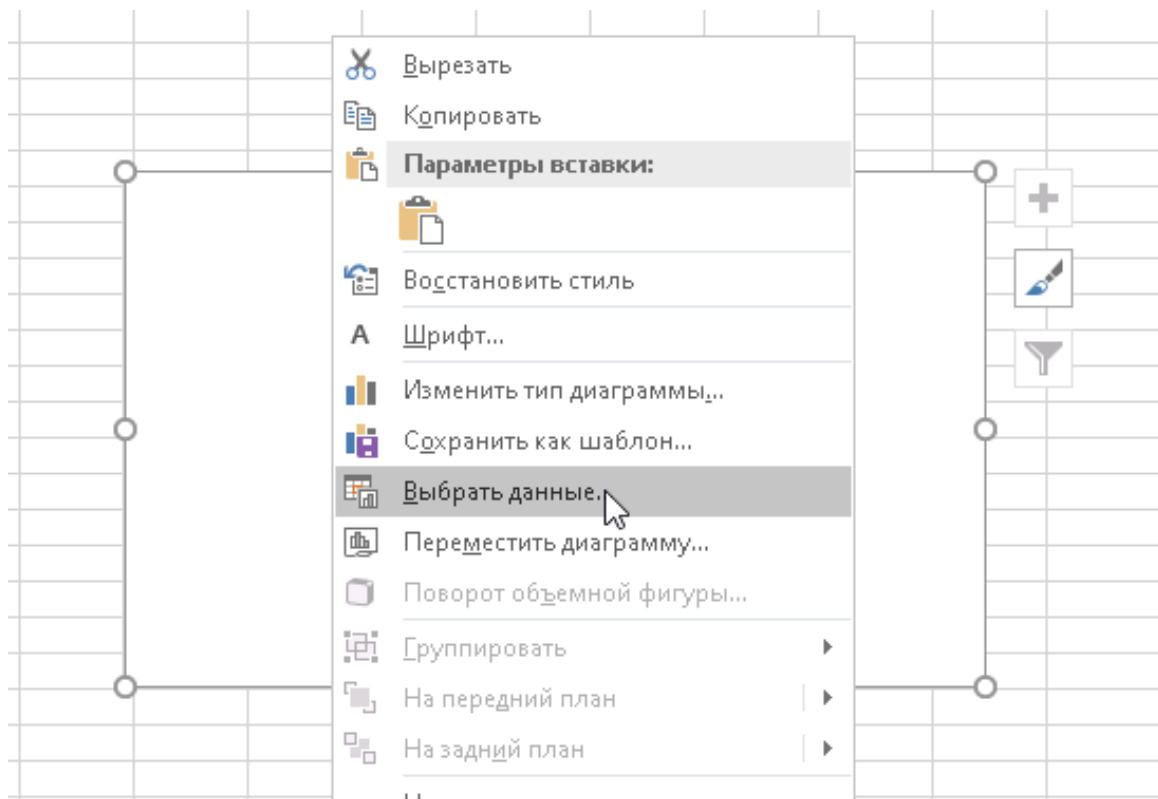 Вырезать
Копировать
Параметры вставки:
Восстановить стиль
Шрифт...
Изменить тип диаграммы...
Сохранить как шаблон...
Выбрать данные..
Переместить диаграмму...
Поворот объемной фигуры...
Группировать
На передний план
На задний план